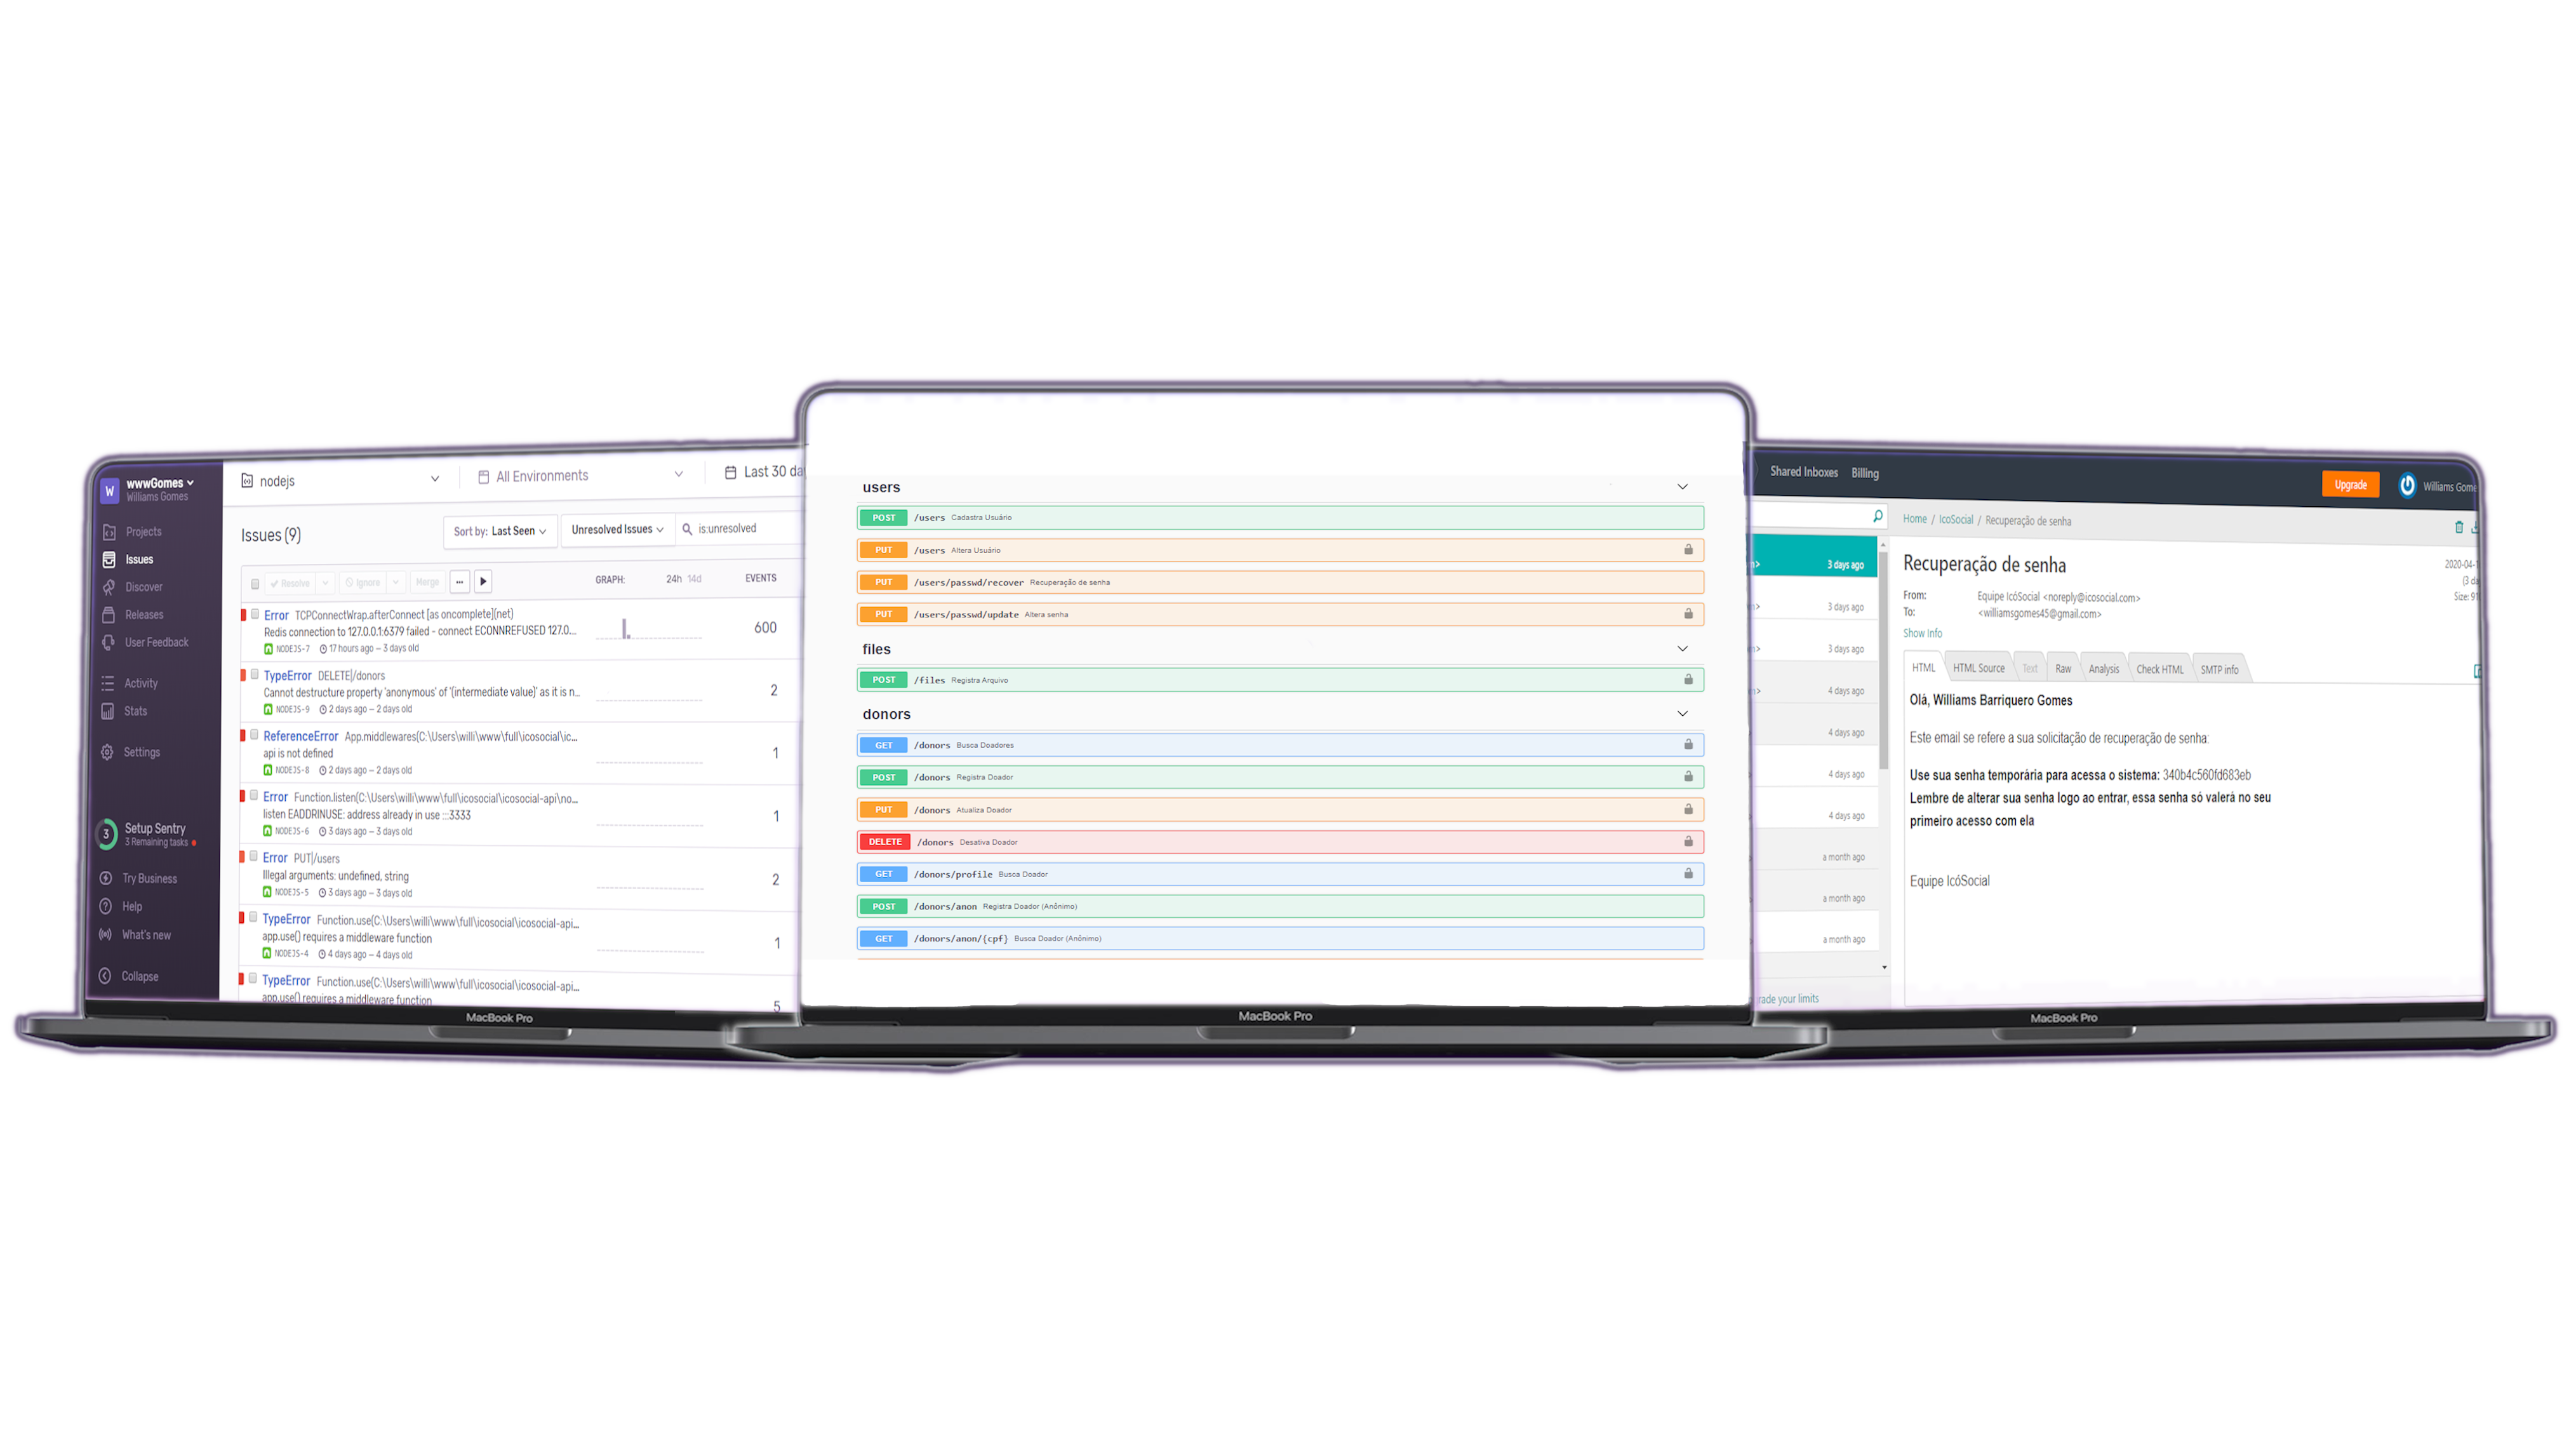 W wwwGomes
Williams Gomes
Projects
Issues
Discover
Releases
User Feedback
Activity
Stats
Settings
3 Setup Sentry
3 Remaining tasks
Try Business
Help
What's new
Collapse
nodejs
All Environments
Last 30 da
Issues (9)
Sort by: Last Seen
Unresolved Issues
is:unresolved
Resolve
Ignore
Merge
GRAPH: 24h 14d
EVENTS
Error TCPConnectWrap.afterConnect [as oncomplete](net)
Redis connection to 127.0.0.1:6379 failed - connect ECONNREFUSED 127.0...
600
NODEJS-7 17 hours ago – 3 days old
TypeError DELETE|/donors
Cannot destructure property 'anonymous' of '(intermediate value)' as it is n...
2
NODEJS-9 2 days ago – 2 days old
ReferenceError App.middlewares(C:\Users\willi\www\full\icosocial\ic...
api is not defined
1
NODEJS-8 2 days ago – 2 days old
Error Function.listen(C:\Users\willi\www\full\icosocial\icosocial-api\no...
listen EADDRINUSE: address already in use :::3333
1
NODEJS-6 3 days ago – 3 days old
Error PUT|/users
Illegal arguments: undefined, string
2
NODEJS-5 3 days ago – 3 days old
TypeError Function.use(C:\Users\willi\www\full\icosocial\icosocial-api...
app.use() requires a middleware function
1
NODEJS-4 4 days ago – 4 days old
TypeError Function.use(C:\Users\willi\www\full\icosocial\icosocial-api...
app.use() requires a middleware function
5
MacBook Pro
users
POST /users Cadastra Usuário
PUT /users Altera Usuário
PUT /users/passwd/recover Recuperação de senha
PUT /users/passwd/update Altera senha
files
POST /files Registra Arquivo
donors
GET /donors Busca Doadores
POST /donors Registra Doador
PUT /donors Atualiza Doador
DELETE /donors Desativa Doador
GET /donors/profile Busca Doador
POST /donors/anon Registra Doador (Anônimo)
GET /donors/anon/{cpf} Busca Doador (Anônimo)
MacBook Pro
Shared Inboxes
Billing
Upgrade
Williams Gome
3 days ago
3 days ago
3 days ago
4 days ago
4 days ago
4 days ago
4 days ago
a month ago
a month ago
a month ago
rade your limits
Home / IcoSocial / Recuperação de senha
Recuperação de senha
2020-04-
(3 da
Size: 91
From: Equipe IcóSocial <noreply@icosocial.com>
To: <williamsgomes45@gmail.com>
Show Info
HTML
HTML Source
Text
Raw
Analysis
Check HTML
SMTP info
Olá, Williams Barriquero Gomes
Este email se refere a sua solicitação de recuperação de senha:
Use sua senha temporária para acessa o sistema: 340b4c560fd683eb
Lembre de alterar sua senha logo ao entrar, essa senha só valerá no seu
primeiro acesso com ela
Equipe IcóSocial
MacBook Pro